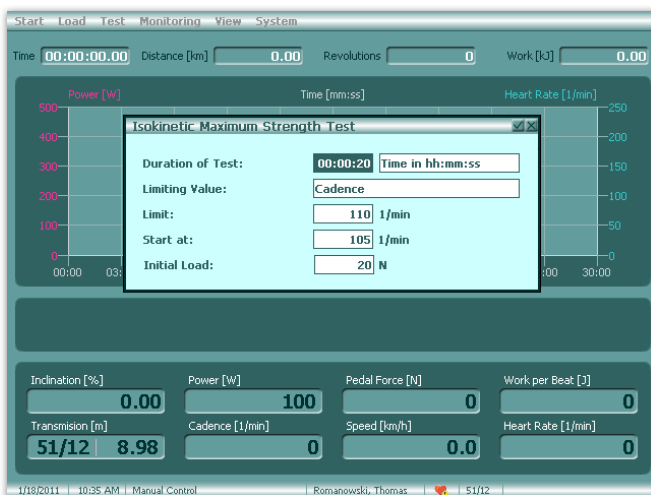 Start Load Test Monitoring View System
Time 00:00:00.00 Distance [km] 0.00 Revolutions 0 Work [kJ] 0.00
Power [W] Time [mm:ss] Heart Rate [1/min]
500 250
Isokinetic Maximum Strength Test
400 200
Duration of Test: 00:00:20 Time in hh:mm:ss
300 150
Limiting Value: Cadence
200 100
Limit: 110 1/min
100 50
Start at: 105 1/min
0 0
Initial Load: 20 N
00:00 03: :00 30:00
Inclination [%] Power [W] Pedal Force [N] Work per Beat [J]
0.00 100 0 0
Transmision [m] Cadence [1/min] Speed [km/h] Heart Rate [1/min]
51/12 8.98 0 0.0 0
1/18/2011 10:35 AM Manual Control Romanowski, Thomas 51/12